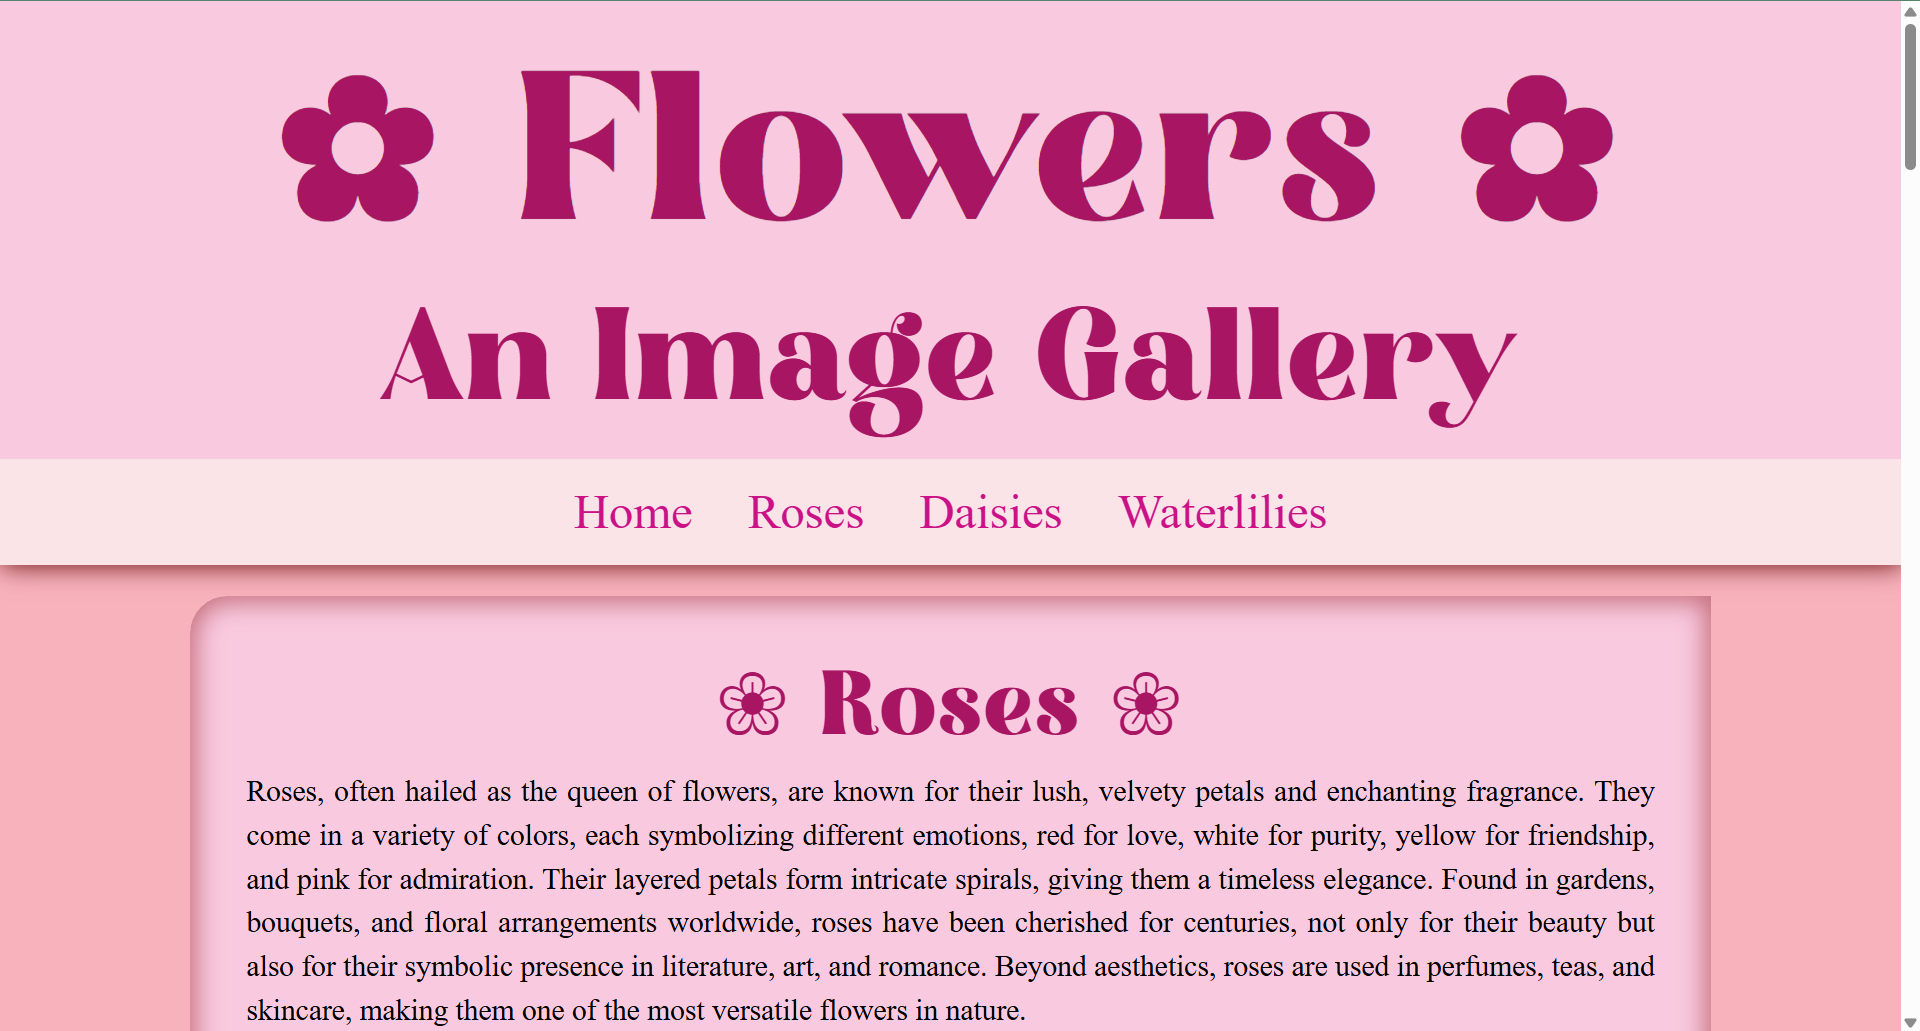 ✿ Flowers ✿
An Image Gallery
Home Roses Daisies Waterlilies
❀ Roses ❀
Roses, often hailed as the queen of flowers, are known for their lush, velvety petals and enchanting fragrance. They
come in a variety of colors, each symbolizing different emotions, red for love, white for purity, yellow for friendship,
and pink for admiration. Their layered petals form intricate spirals, giving them a timeless elegance. Found in gardens,
bouquets, and floral arrangements worldwide, roses have been cherished for centuries, not only for their beauty but
also for their symbolic presence in literature, art, and romance. Beyond aesthetics, roses are used in perfumes, teas, and
skincare, making them one of the most versatile flowers in nature.